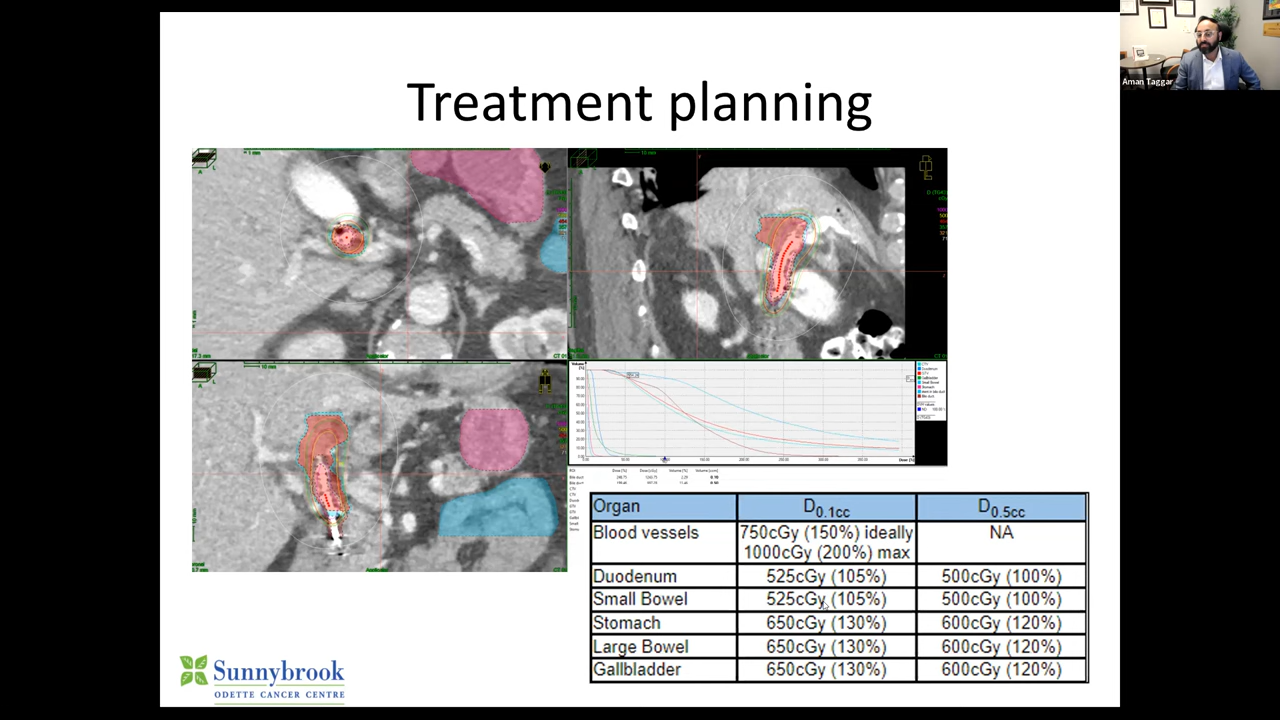 Aman Taggar
Treatment planning
Organ D0.1cc D0.5cc
Blood vessels 750cGy (150%) ideally NA
1000cGy (200%) max
Duodenum 525cGy (105%) 500cGy (100%)
Small Bowel 525cGy (105%) 500cGy (100%)
Stomach 650cGy (130%) 600cGy (120%)
Large Bowel 650cGy (130%) 600cGy (120%)
Gallbladder 650cGy (130%) 600cGy (120%)
Sunnybrook
ODETTE CANCER CENTRE